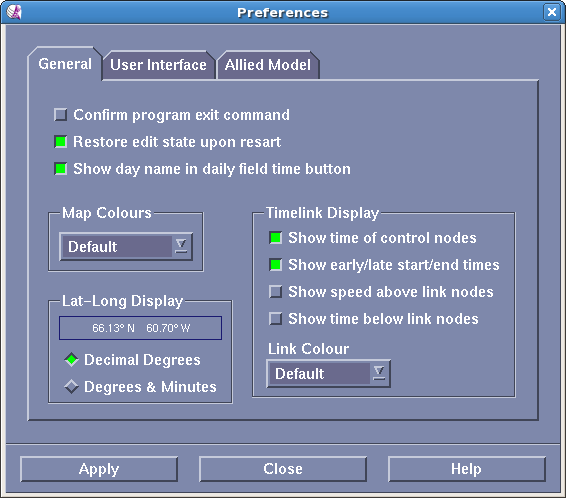 Preferences
General
User Interface
Allied Model
Confirm program exit command
Restore edit state upon resart
Show day name in daily field time button
Map Colours
Default
Lat-Long Display
66.13° N 60.70° W
Decimal Degrees
Degrees & Minutes
Timelink Display
Show time of control nodes
Show early/late start/end times
Show speed above link nodes
Show time below link nodes
Link Colour
Default
Apply
Close
Help